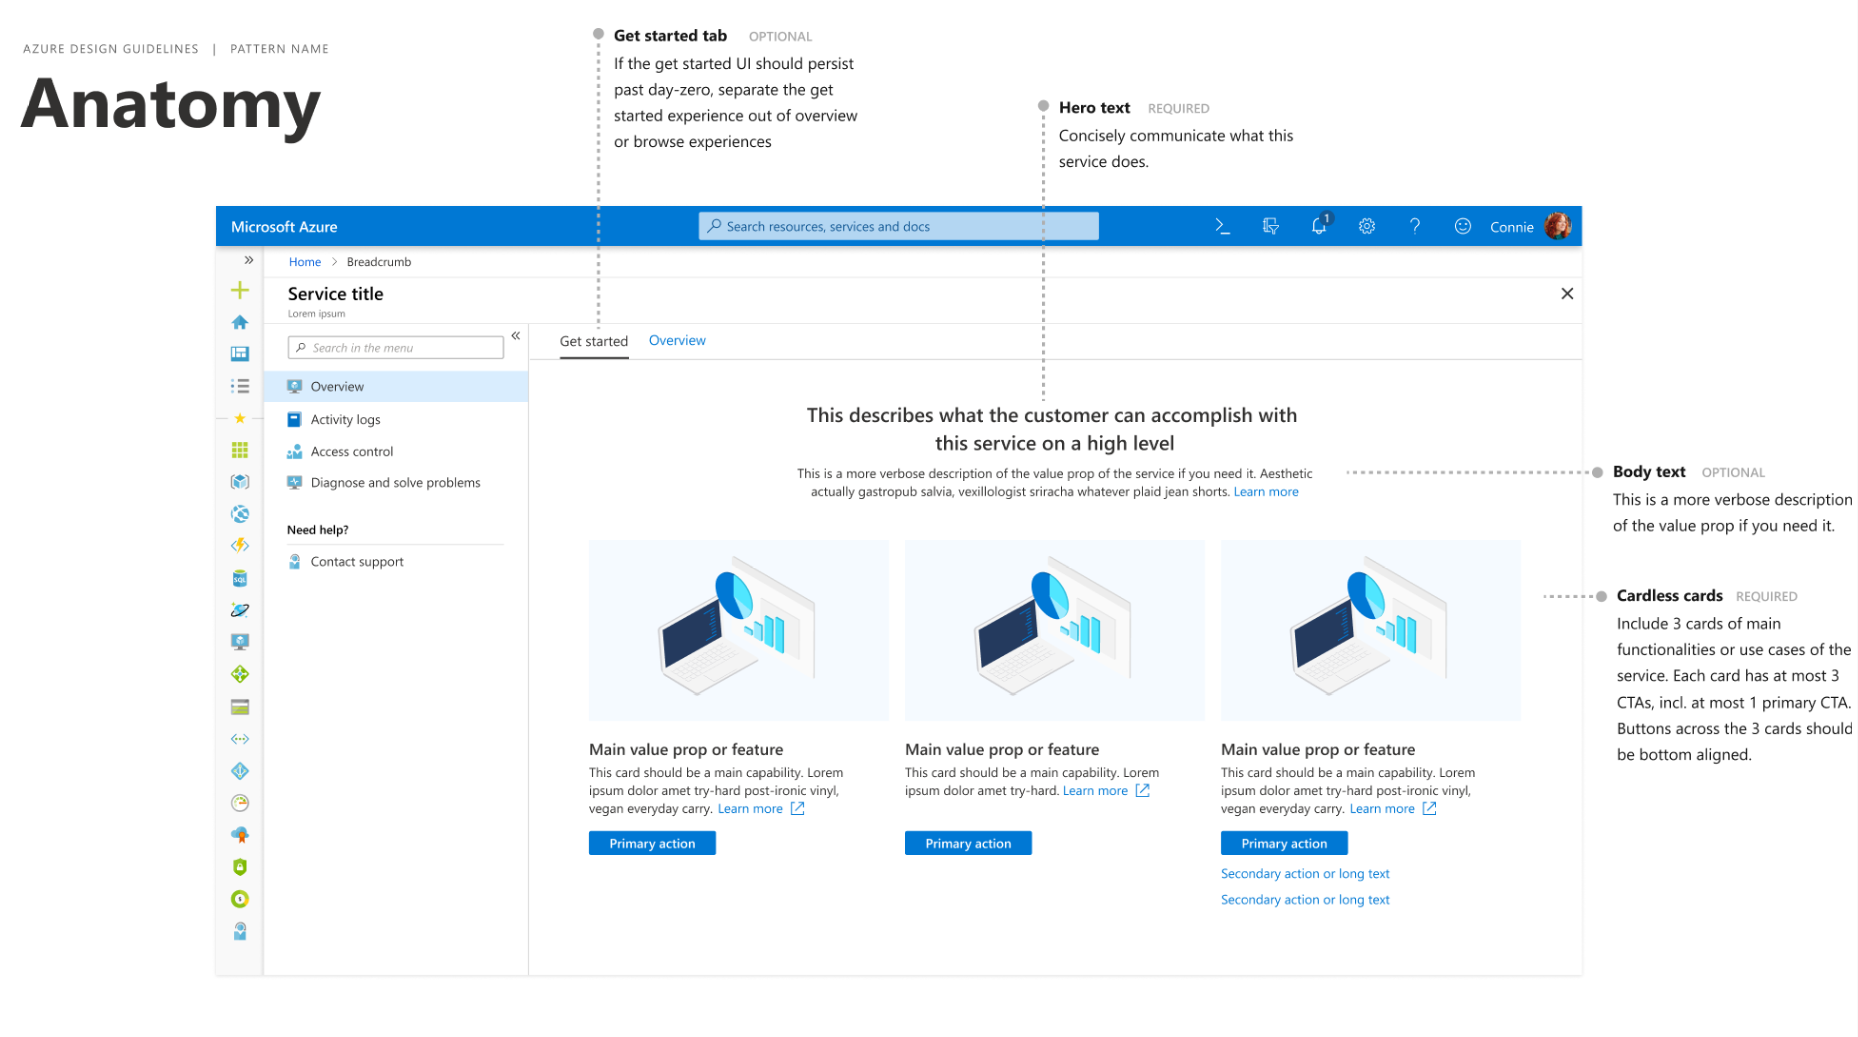 AZURE DESIGN GUIDELINES | PATTERN NAME
Anatomy
Get started tab OPTIONAL
If the get started UI should persist
past day-zero, separate the get
started experience out of overview
or browse experiences
Hero text REQUIRED
Concisely communicate what this
service does.
Microsoft Azure
Search resources, services and docs
1
Connie
Home > Breadcrumb
Service title
Lorem ipsum
Search in the menu
Overview
Activity logs
Access control
Diagnose and solve problems
Need help?
Contact support
SQL
Get started Overview
This describes what the customer can accomplish with
this service on a high level
This is a more verbose description of the value prop of the service if you need it. Aesthetic
actually gastropub salvia, vexillologist sriracha whatever plaid jean shorts. Learn more
Main value prop or feature
This card should be a main capability. Lorem
ipsum dolor amet try-hard post-ironic vinyl,
vegan everyday carry. Learn more
Primary action
Main value prop or feature
This card should be a main capability. Lorem
ipsum dolor amet try-hard. Learn more
Primary action
Main value prop or feature
This card should be a main capability. Lorem
ipsum dolor amet try-hard post-ironic vinyl,
vegan everyday carry. Learn more
Primary action
Secondary action or long text
Secondary action or long text
Body text OPTIONAL
This is a more verbose description
of the value prop if you need it.
Cardless cards REQUIRED
Include 3 cards of main
functionalities or use cases of the
service. Each card has at most 3
CTAs, incl. at most 1 primary CTA.
Buttons across the 3 cards should
be bottom aligned.